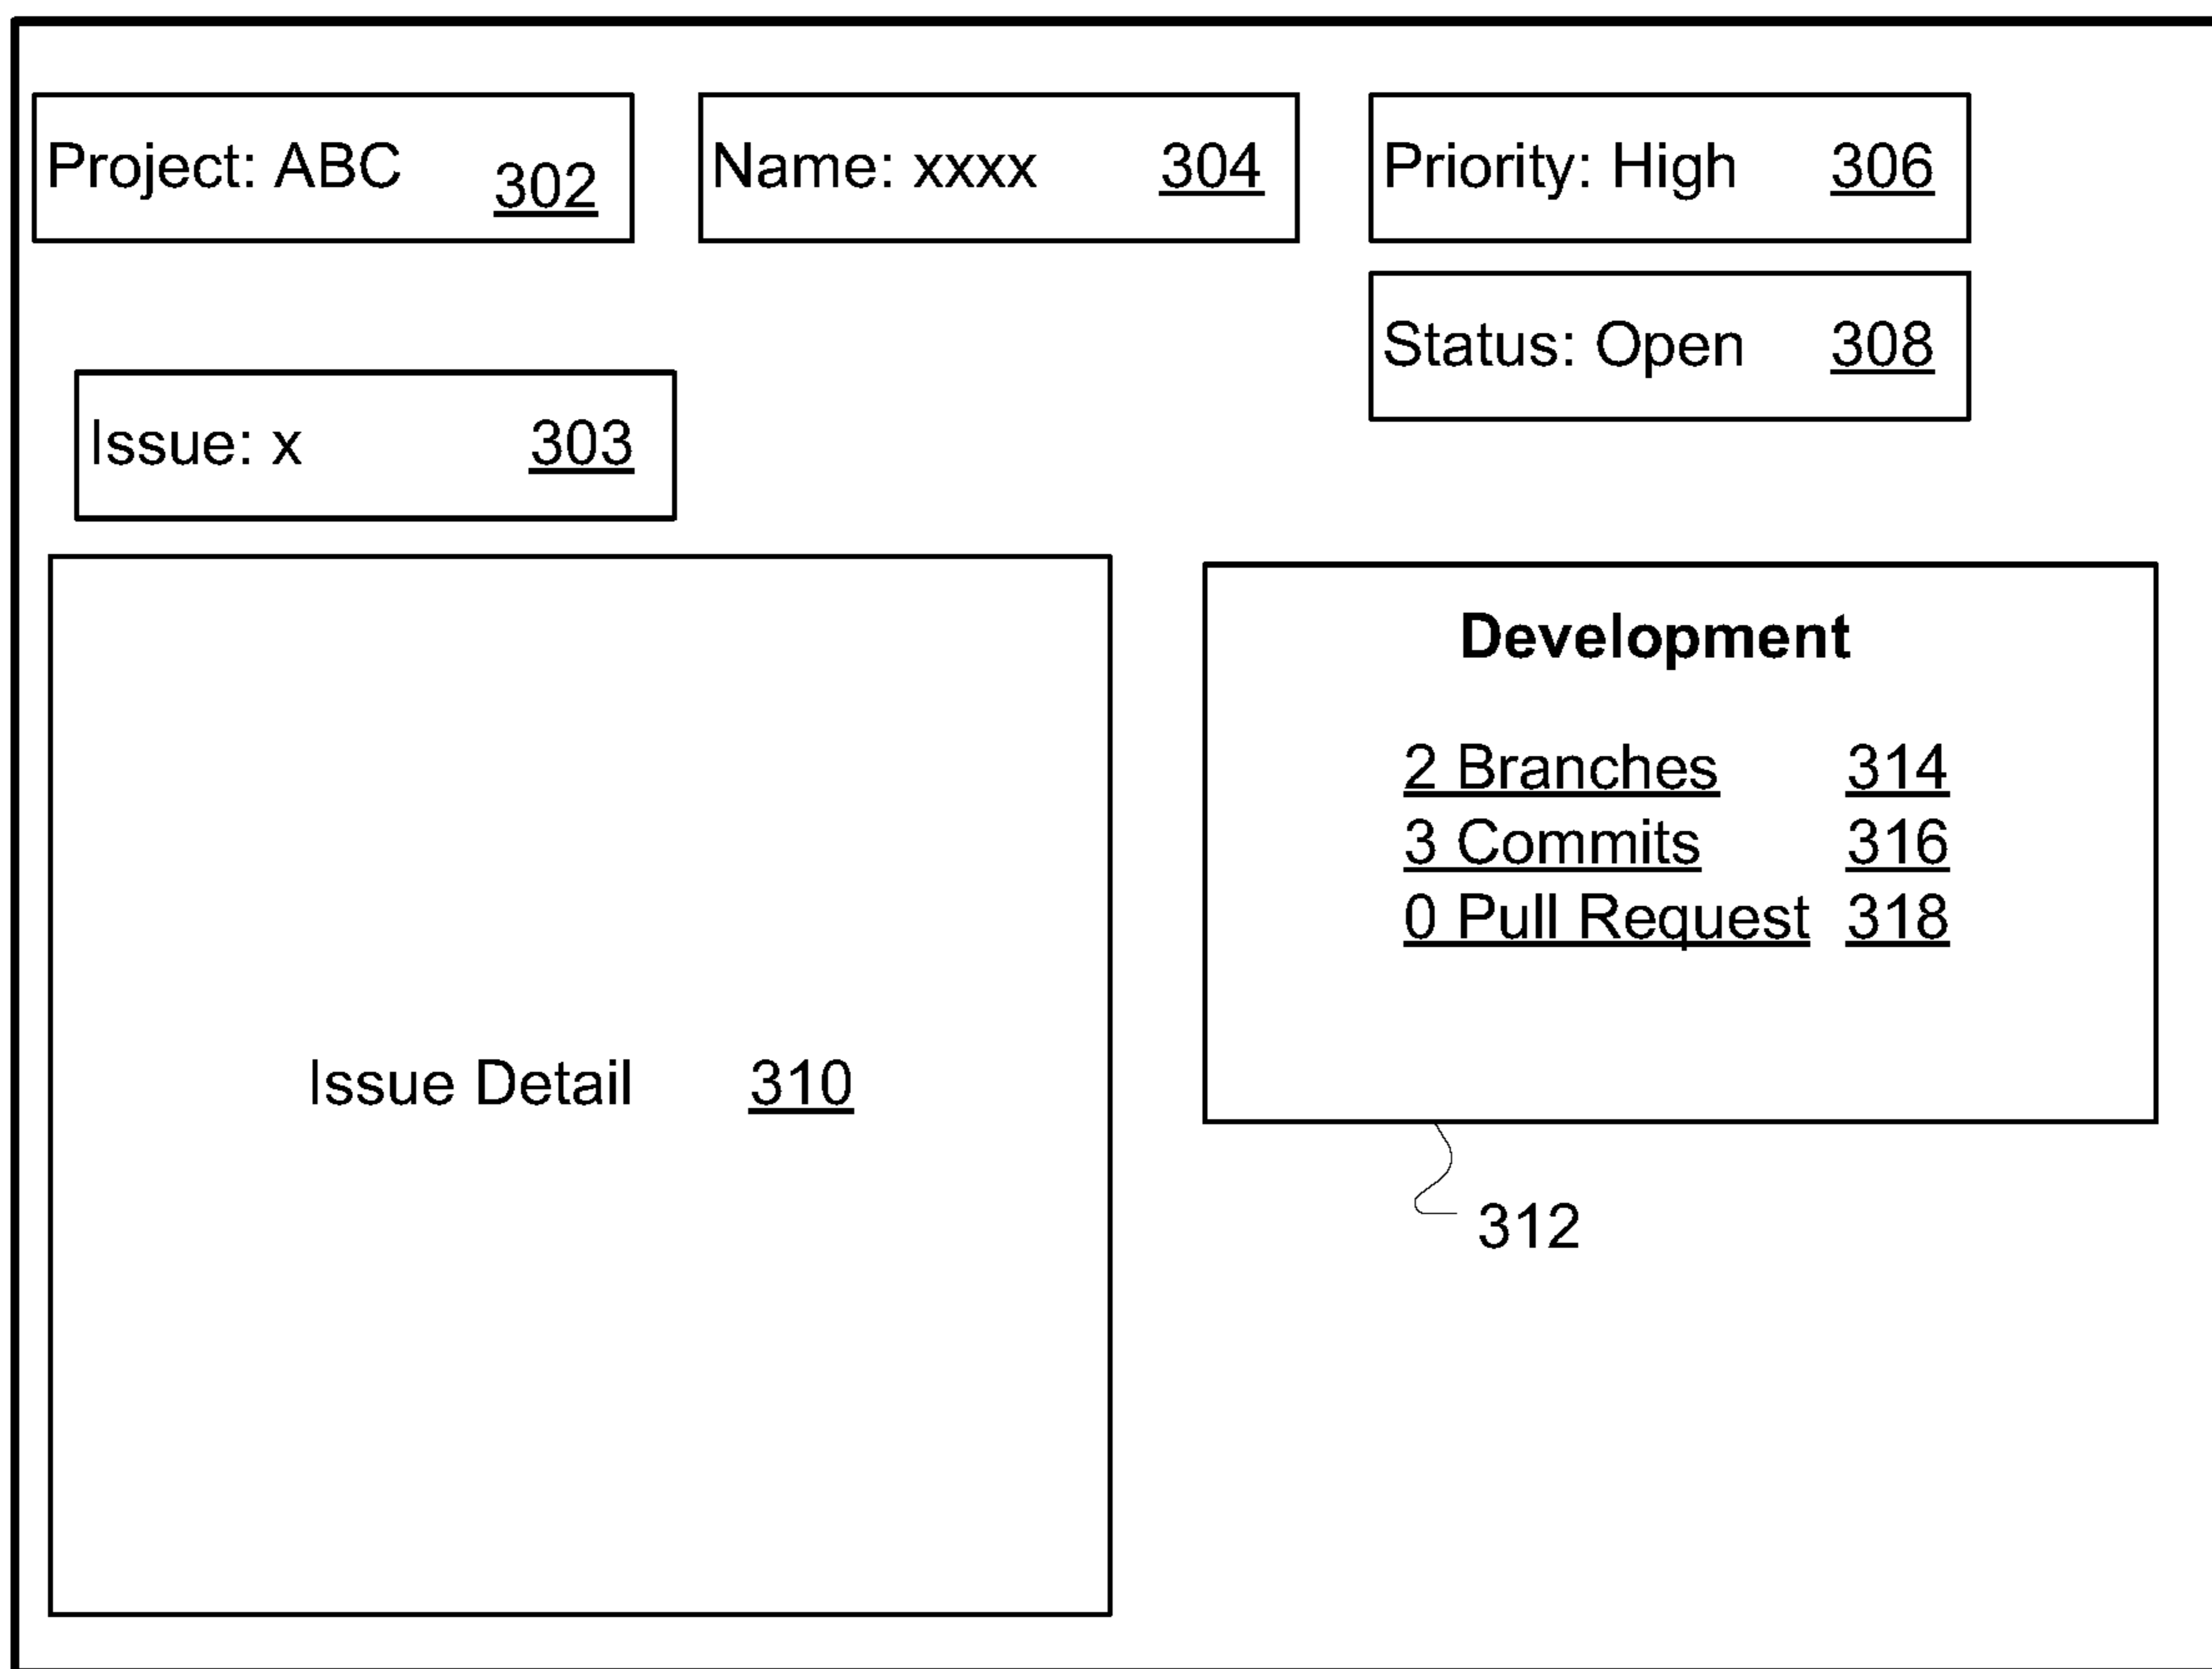 Project: ABC 302
Name: xxxx 304
Priority: High 306
Status: Open 308
Issue: x 303
Development
2 Branches 314
3 Commits 316
0 Pull Request 318
Issue Detail 310
312